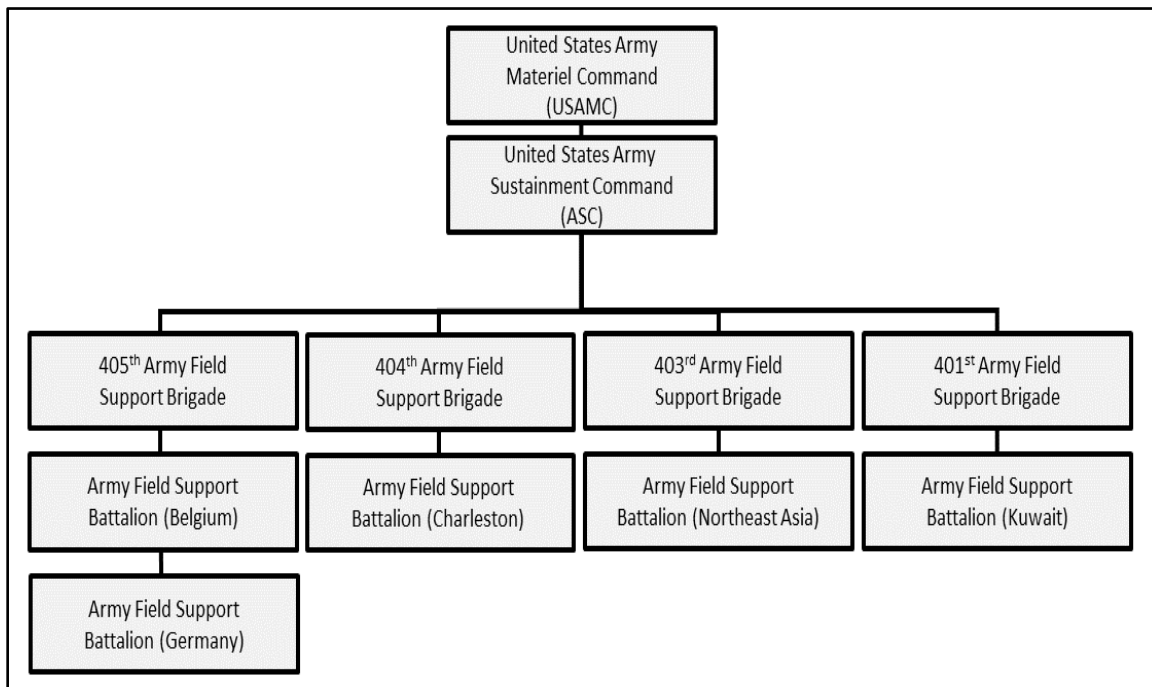 United States Army
Materiel Command
(USAMC)
United States Army
Sustainment Command
(ASC)
405th Army Field
Support Brigade
404th Army Field
Support Brigade
403rd Army Field
Support Brigade
401st Army Field
Support Brigade
Army Field Support
Battalion (Belgium)
Army Field Support
Battalion (Charleston)
Army Field Support
Battalion (Northeast Asia)
Army Field Support
Battalion (Kuwait)
Army Field Support
Battalion (Germany)